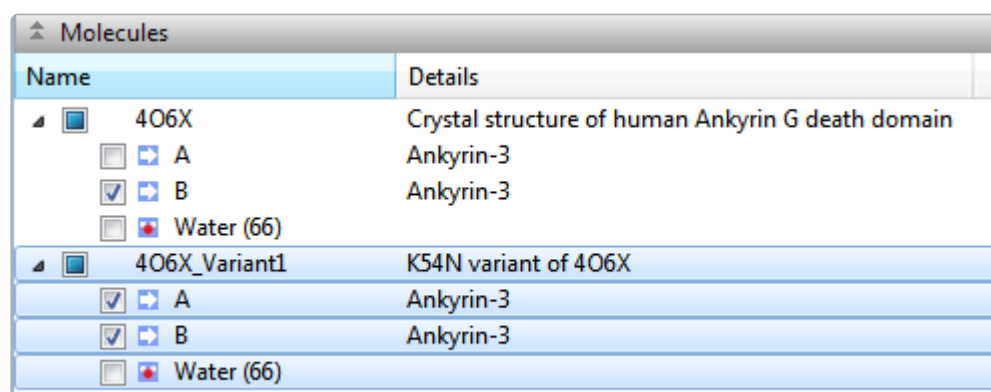 Molecules
Name Details
4O6X Crystal structure of human Ankyrin G death domain
A Ankyrin-3
B Ankyrin-3
Water (66)
4O6X_Variant1 K54N variant of 4O6X
A Ankyrin-3
B Ankyrin-3
Water (66)